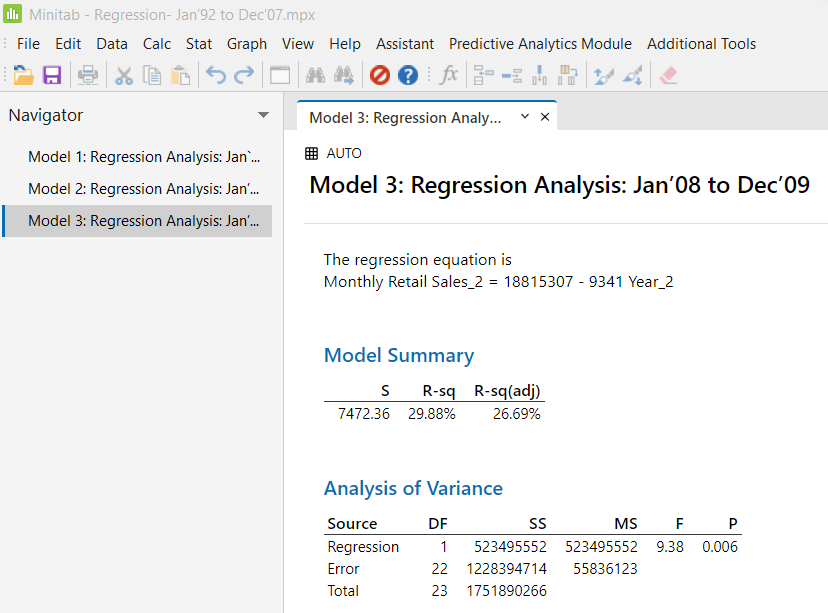 Minitab - Regression- Jan'92 to Dec'07.mpx
File Edit Data Calc Stat Graph View Help Assistant Predictive Analytics Module Additional Tools
fx
Navigator
Model 1: Regression Analysis: Jan`...
Model 2: Regression Analysis: Jan'...
Model 3: Regression Analysis: Jan'...
Model 3: Regression Analy...
AUTO
Model 3: Regression Analysis: Jan'08 to Dec'09
The regression equation is
Monthly Retail Sales_2 = 18815307 - 9341 Year_2
Model Summary
S R-sq R-sq(adj)
7472.36 29.88% 26.69%
Analysis of Variance
Source DF SS MS F P
Regression 1 523495552 523495552 9.38 0.006
Error 22 1228394714 55836123
Total 23 1751890266